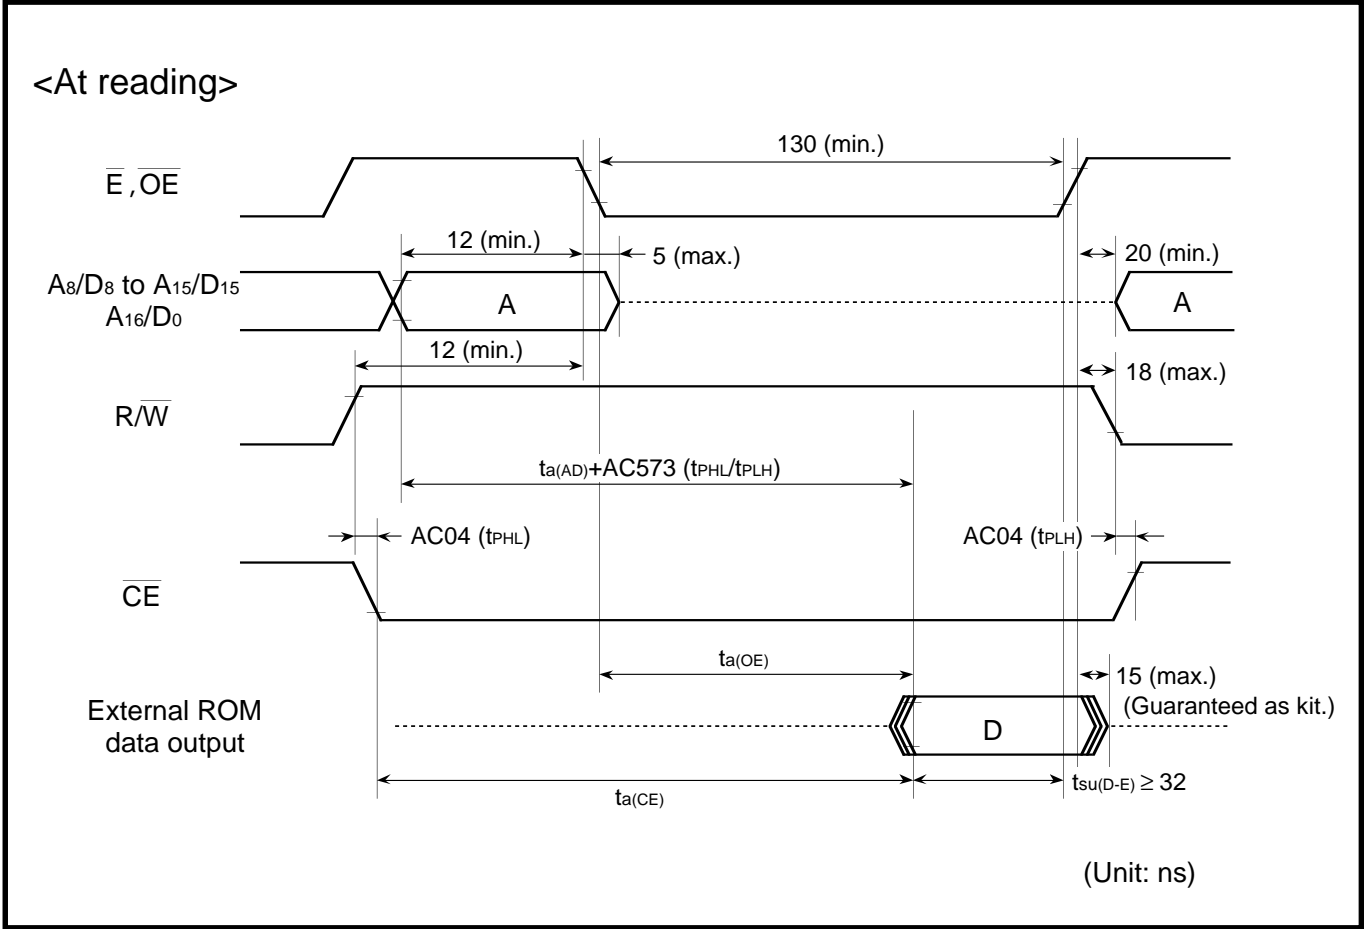 <At reading>
130 (min.)
E , OE
12 (min.)
5 (max.)
20 (min.)
A8/D8 to A15/D15
A16/D0
A
A
12 (min.)
18 (max.)
R/W
ta(AD)+AC573 (tPHL/tPLH)
AC04 (tPHL)
AC04 (tPLH)
CE
ta(OE)
15 (max.)
(Guaranteed as kit.)
External ROM
data output
D
tsu(D-E) ≥ 32
ta(CE)
(Unit: ns)